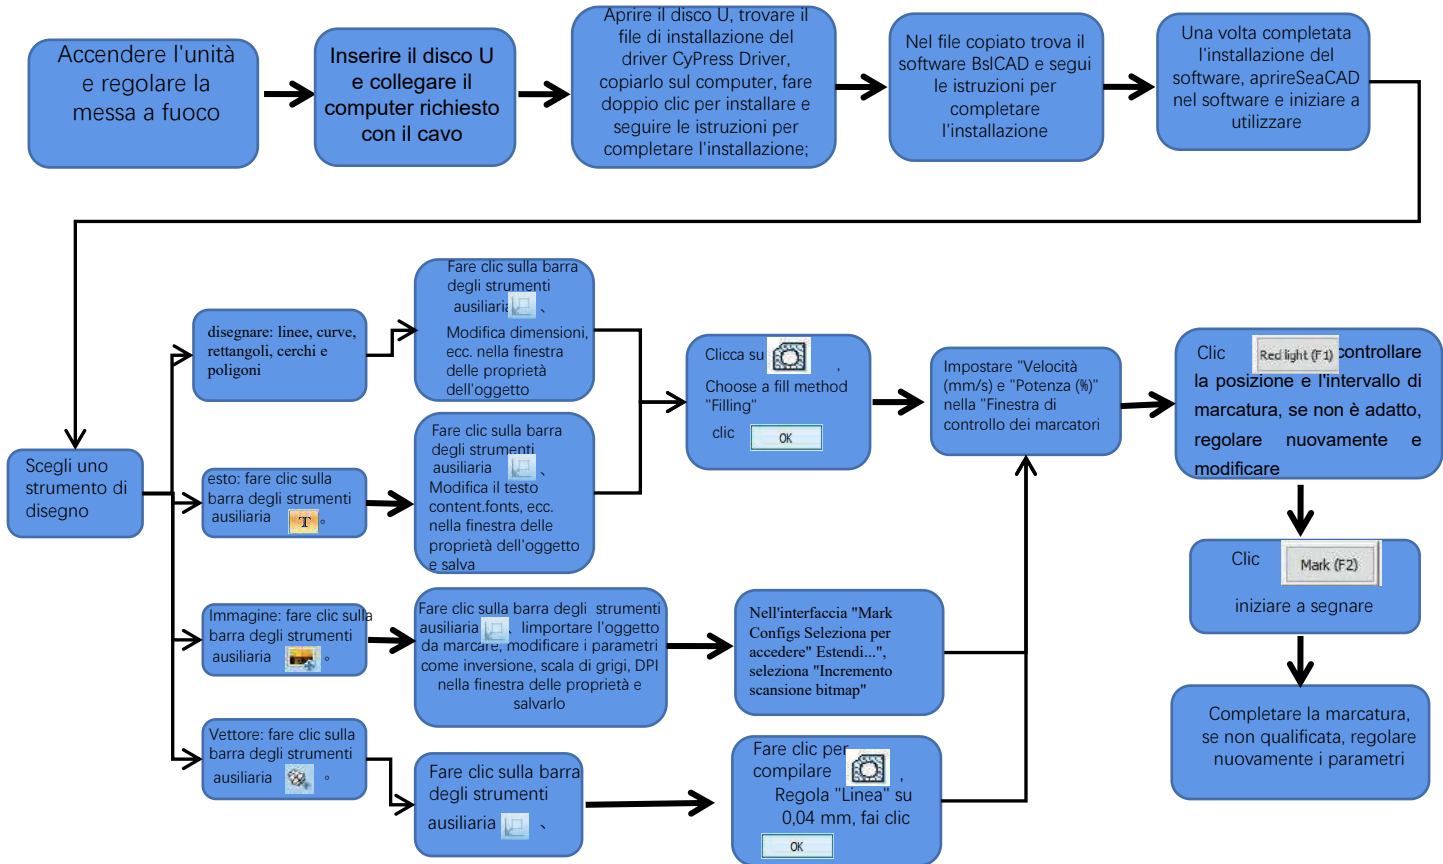 Accendere l'unità
e regolare la
messa a fuoco
Inserire il disco U
e collegare il
computer richiesto
con il cavo
Aprire il disco U, trovare il
file di installazione del
driver CyPress Driver,
copiarlo sul computer, fare
doppio clic per installare e
seguire le istruzioni per
completare l'installazione;
Nel file copiato trova il
software BslCAD e segui
le istruzioni per
completare
l'installazione
Una volta completata
l'installazione del
software, aprireSeaCAD
nel software e iniziare a
utilizzare
Scegli uno
strumento di
disegno
disegnare: linee, curve,
rettangoli, cerchi e
poligoni
Fare clic sulla barra
degli strumenti
ausiliaria 、
Modifica dimensioni,
ecc. nella finestra
delle proprietà
dell'oggetto
esto: fare clic sulla
barra degli strumenti
ausiliaria T 。
Fare clic sulla barra
degli strumenti
ausiliaria 、
Modifica il testo
content.fonts, ecc.
nella finestra delle
proprietà dell'oggetto
e salva
Clicca su ,
Choose a fill method
"Filling"
clic OK
Immagine: fare clic sulla
barra degli strumenti
ausiliaria 。
Fare clic sulla barra degli strumenti
ausiliaria 、 Iimportare l'oggetto
da marcare, modificare i parametri
come inversione, scala di grigi, DPI
nella finestra delle proprietà e
salvarlo
Nell'interfaccia "Mark
Configs Seleziona per
accedere" Estendi...",
seleziona "Incremento
scansione bitmap"
Vettore: fare clic sulla
barra degli strumenti
ausiliaria 。
Fare clic sulla barra
degli strumenti
ausiliaria 、
Fare clic per
compilare ,
Regola "Linea" su
0,04 mm, fai clic
OK
Impostare "Velocità
(mm/s) e "Potenza (%)"
nella "Finestra di
controllo dei marcatori
Clic Red light (F1) controllare
la posizione e l'intervallo di
marcatura, se non è adatto,
regolare nuovamente e
modificare
Clic Mark (F2)
iniziare a segnare
Completare la marcatura,
se non qualificata, regolare
nuovamente i parametri